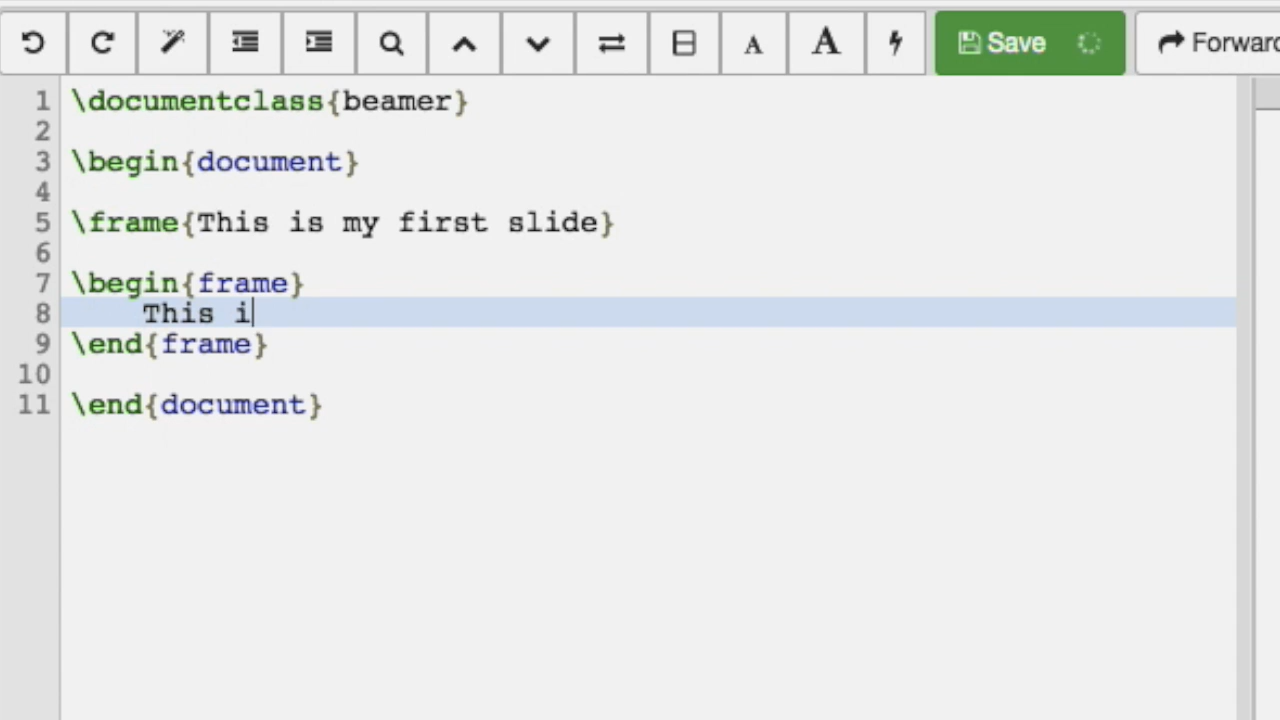 A A Save Forward
1 \documentclass{beamer}
2
3 \begin{document}
4
5 \frame{This is my first slide}
6
7 \begin{frame}
8 This i
9 \end{frame}
10
11 \end{document}